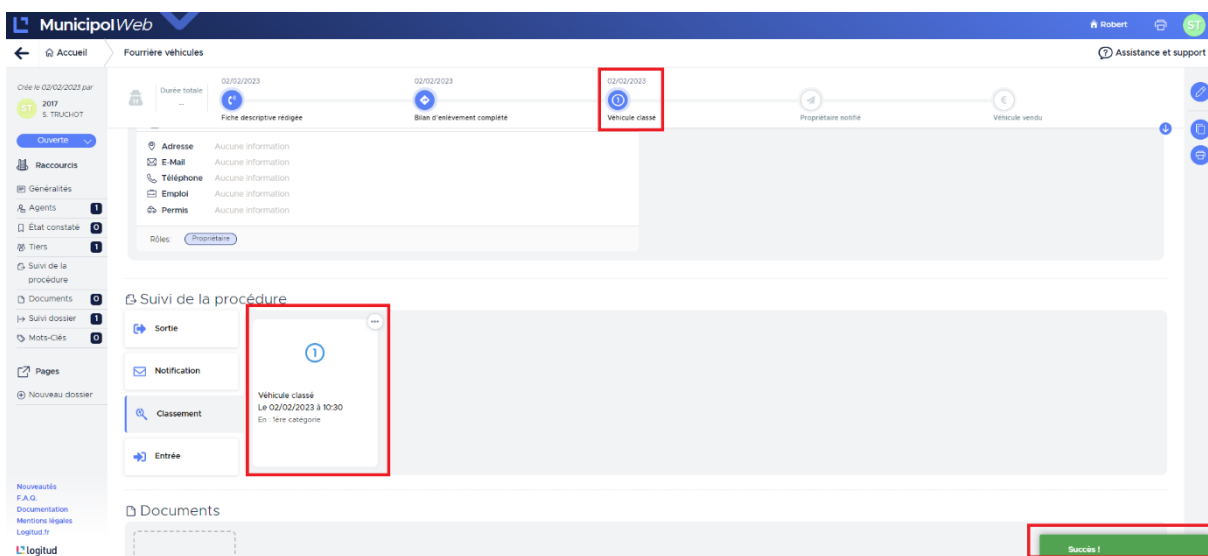 MunicipolWeb
Robert
ST
Accueil
Fourrière véhicules
Assistance et support
Crée le 02/02/2023 par
ST
2017
S. TRUCHOT
Ouverte
Raccourcis
Généralités
Agents 1
État constaté 0
Tiers 1
Suivi de la
procédure
Documents 0
Suivi dossier 1
Mots-Clés 0
Pages
Nouveau dossier
Nouveautés
F.A.Q.
Documentation
Mentions légales
Logitud.fr
logitud
Durée totale
--
02/02/2023
Fiche descriptive rédigée
02/02/2023
Bilan d'enlèvement complété
02/02/2023
1
Véhicule classé
Propriétaire notifié
€
Véhicule vendu
Adresse Aucune information
E-Mail Aucune information
Téléphone Aucune information
Emploi Aucune information
Permis Aucune information
Rôles: Propriétaire
Suivi de la procédure
Sortie
Notification
Classement
Entrée
1
Véhicule classé
Le 02/02/2023 à 10:30
En : 1ère catégorie
Documents
Succès !